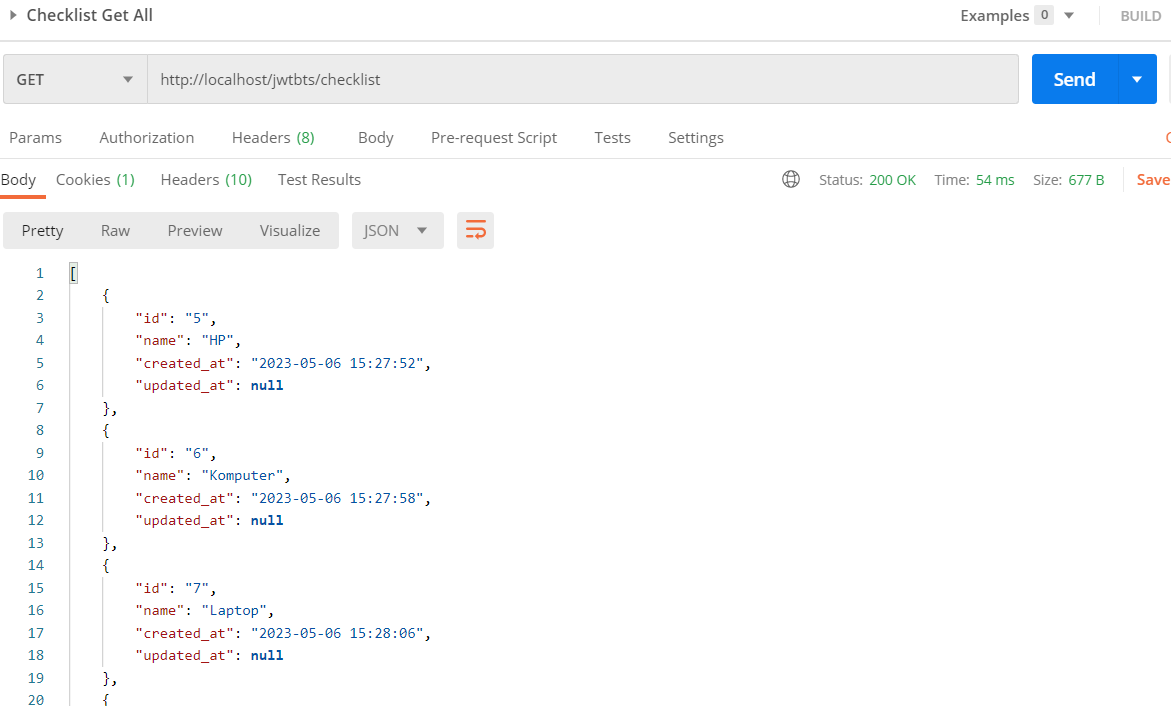 Checklist Get All
Examples 0
BUILD
GET
http://localhost/jwtbts/checklist
Send
Params Authorization Headers (8) Body Pre-request Script Tests Settings
Body Cookies (1) Headers (10) Test Results Status: 200 OK Time: 54 ms Size: 677 B Save
Pretty Raw Preview Visualize JSON
1 [
2 {
3 "id": "5",
4 "name": "HP",
5 "created_at": "2023-05-06 15:27:52",
6 "updated_at": null
7 },
8 {
9 "id": "6",
10 "name": "Komputer",
11 "created_at": "2023-05-06 15:27:58",
12 "updated_at": null
13 },
14 {
15 "id": "7",
16 "name": "Laptop",
17 "created_at": "2023-05-06 15:28:06",
18 "updated_at": null
19 },
20 {